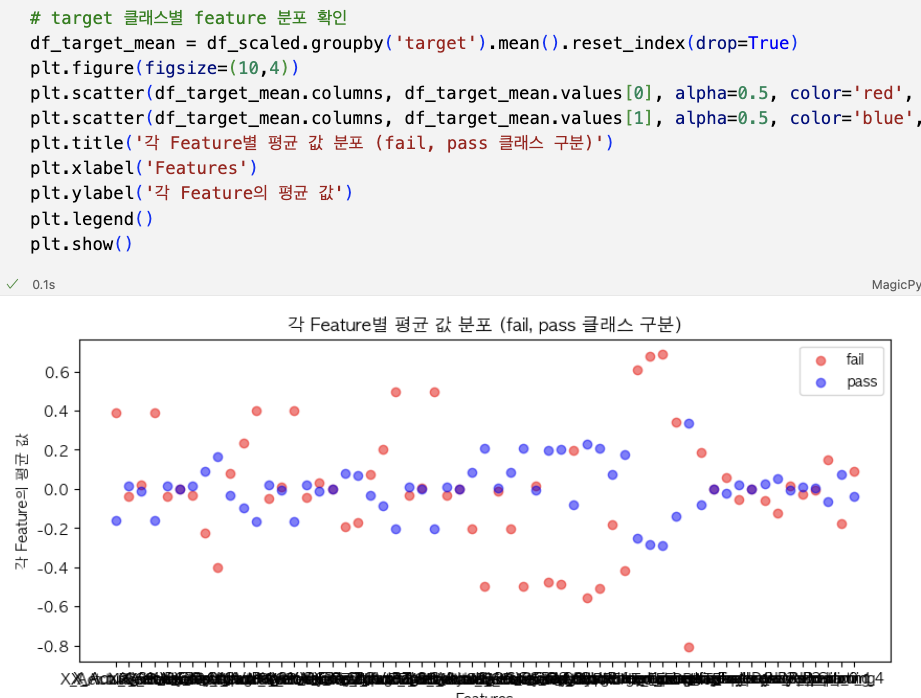 # target 클래스별 feature 분포 확인
df_target_mean = df_scaled.groupby('target').mean().reset_index(drop=True)
plt.figure(figsize=(10,4))
plt.scatter(df_target_mean.columns, df_target_mean.values[0], alpha=0.5, color='red',
plt.scatter(df_target_mean.columns, df_target_mean.values[1], alpha=0.5, color='blue',
plt.title('각 Feature별 평균 값 분포 (fail, pass 클래스 구분)')
plt.xlabel('Features')
plt.ylabel('각 Feature의 평균 값')
plt.legend()
plt.show()
✓ 0.1s
MagicPy
각 Feature별 평균 값 분포 (fail, pass 클래스 구분)
fail
pass
0.6
0.4
0.2
0.0
-0.2
-0.4
-0.6
-0.8
각 Feature의 평균 값
Features